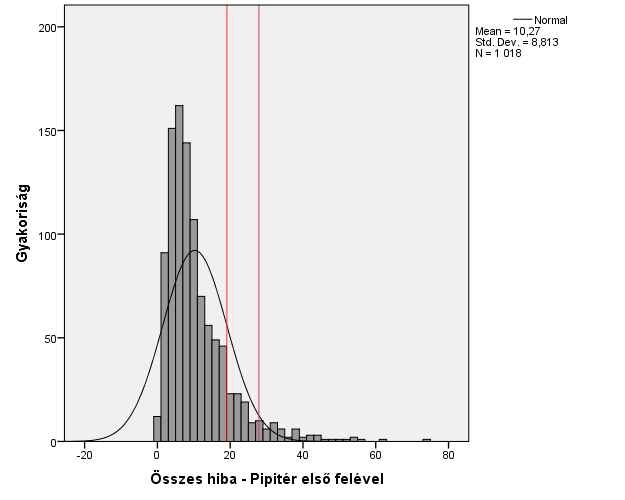 Normal
Mean = 10,27
Std. Dev. = 8,813
N = 1 018
200
150
100
50
0
Gyakoriság
-20 0 20 40 60 80
Összes hiba - Pipitér első felével